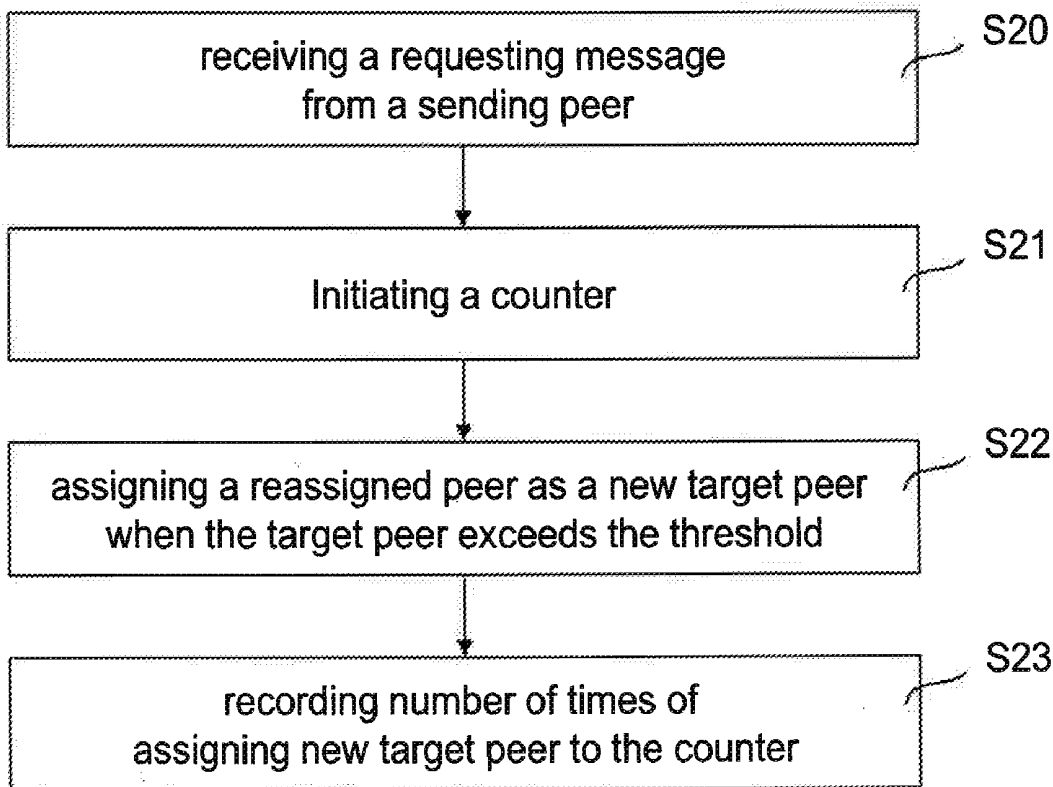 S20
receiving a requesting message
from a sending peer
S21
Initiating a counter
S22
assigning a reassigned peer as a new target peer
when the target peer exceeds the threshold
S23
recording number of times of
assigning new target peer to the counter